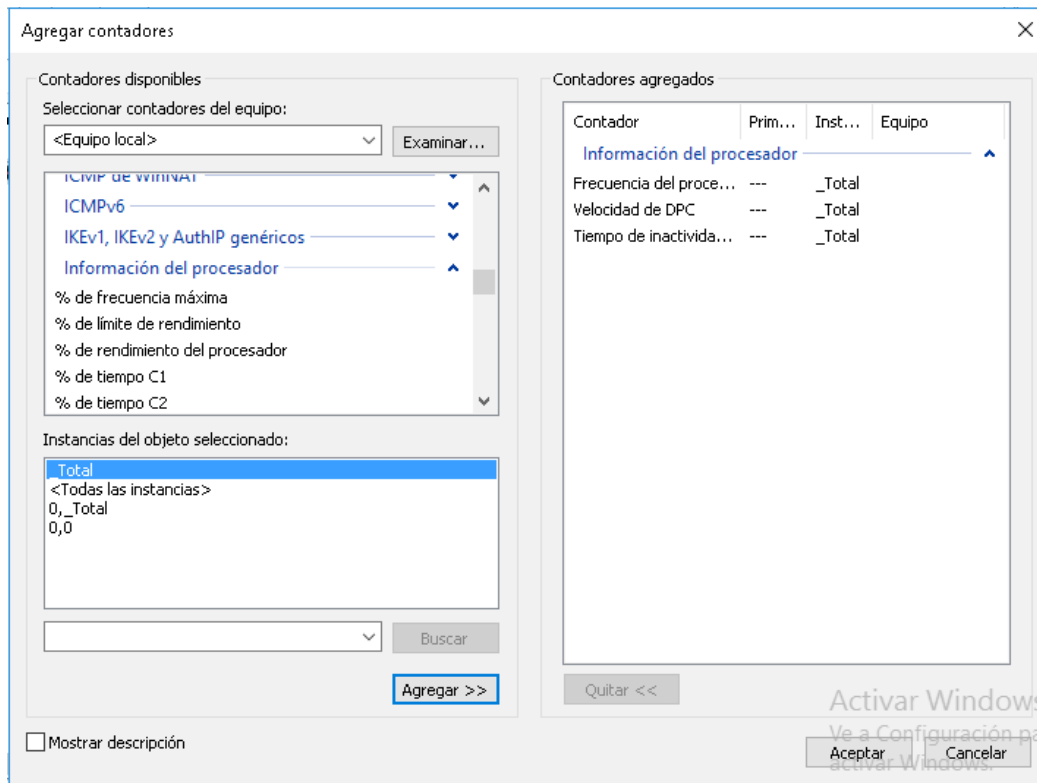 Agregar contadores
Contadores disponibles
Seleccionar contadores del equipo:
<Equipo local>
Examinar...
ICMP de WinNAT
ICMPv6
IKEv1, IKEv2 y AuthIP genéricos
Información del procesador
% de frecuencia máxima
% de límite de rendimiento
% de rendimiento del procesador
% de tiempo C1
% de tiempo C2
Instancias del objeto seleccionado:
_Total
<Todas las instancias>
0,_Total
0,0
Buscar
Agregar >>
Mostrar descripción
Contadores agregados
Contador Prim... Inst... Equipo
Información del procesador
Frecuencia del proce... --- _Total
Velocidad de DPC --- _Total
Tiempo de inactivida... --- _Total
Quitar <<
Activar Windows
Ve a Configuración pa
activar Windows.
Aceptar
Cancelar